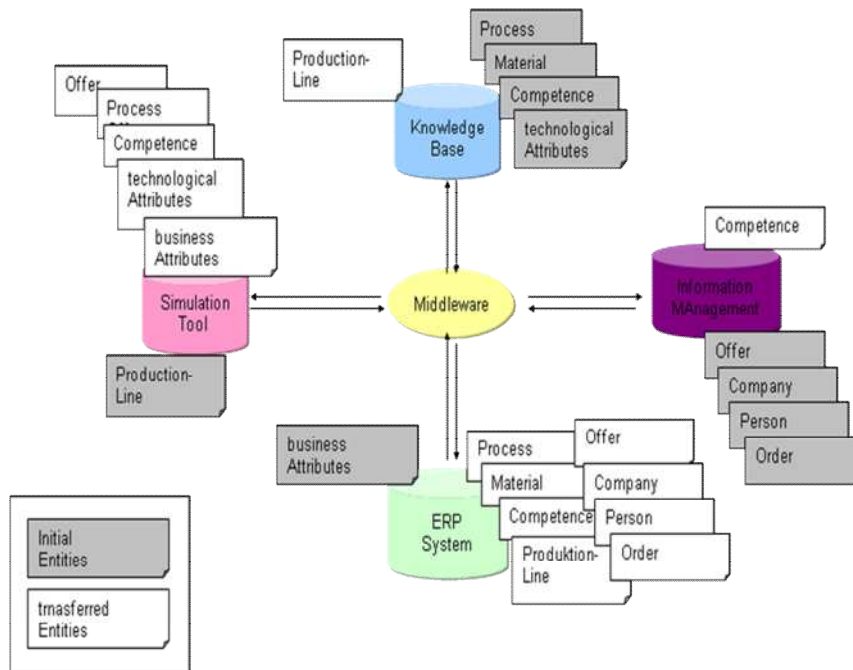 Process
Production-
Line
Material
Offer
Competence
Process
Knowledge
Base
technological
Attributes
Competence
technological
Attributes
Competence
business
Attributes
Simulation
Tool
Middleware
Information
MAnagement
Production-
Line
Offer
Company
Person
Order
business
Attributes
Process
Offer
Material
Company
Competence
Person
ERP
System
Produktion-
Line
Order
Initial
Entities
trnasferred
Entities